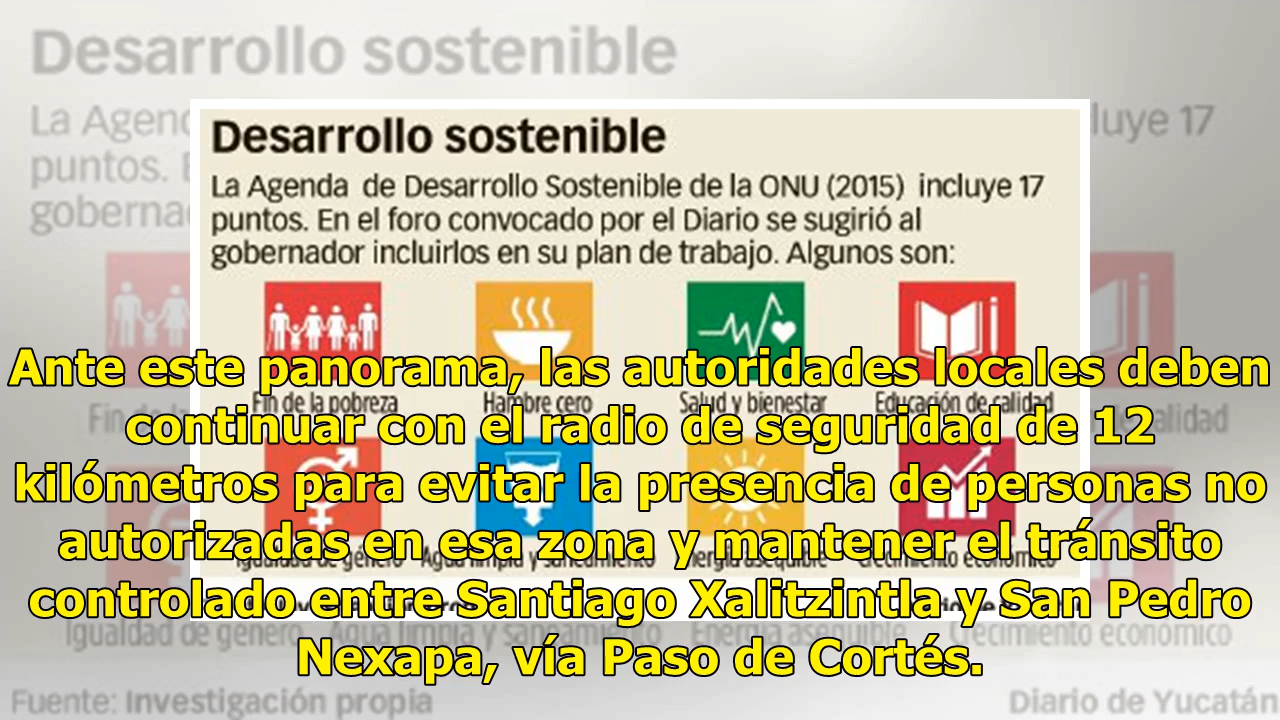 Desarrollo sostenible
La Agenda de Desarrollo Sostenible de la ONU (2015) incluye 17
puntos. En el foro convocado por el Diario se sugirió al
gobernador incluirlos en su plan de trabajo. Algunos son:
Fin de la pobreza Hambre cero Salud y bienestar Educación de calidad
Igualdad de género Agua limpia y saneamiento Energía asequible Crecimiento económico
Ante este panorama, las autoridades locales deben
continuar con el radio de seguridad de 12
kilómetros para evitar la presencia de personas no
autorizadas en esa zona y mantener el tránsito
controlado entre Santiago Xalitzintla y San Pedro
Nexapa, vía Paso de Cortés.
Fuente: Investigación propia Diario de Yucatán